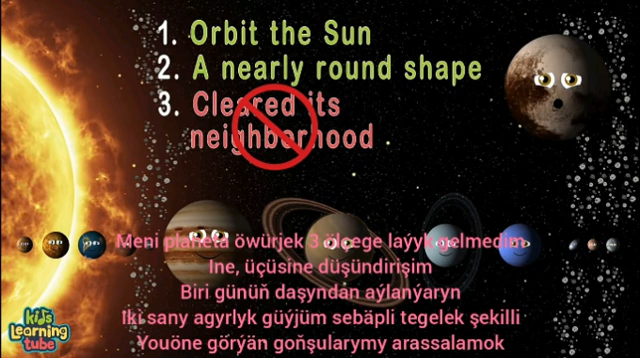 1. Orbit the Sun
2. A nearly round shape
3. Cleared its
neighborhood
Meni planeta öwürjek 3 ölçege laýyk gelmedim
Ine, üçüsine düşündirişim
Biri günüň daşyndan aýlanýaryn
Iki sany agyrlyk güýjüm sebäpli tegelek şekilli
Youöne görýän goňşularymy arassalamok
Kids
Learning
tube